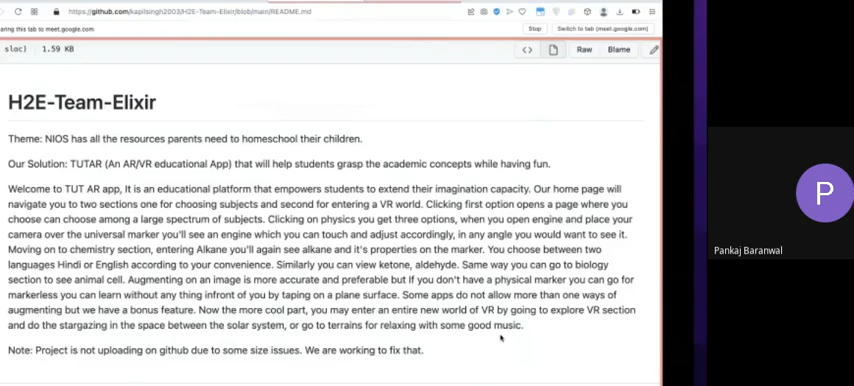 https://github.com/kapilsingh2003/H2E-Team-Elixir/blob/main/README.md
aring this tab to meet.google.com
Stop
Switch to tab (meet.google.com)
sloc) 1.59 KB
Raw
Blame
H2E-Team-Elixir
Theme: NIOS has all the resources parents need to homeschool their children.
Our Solution: TUTAR (An AR/VR educational App) that will help students grasp the academic concepts while having fun.
Welcome to TUT AR app, It is an educational platform that empowers students to extend their imagination capacity. Our home page will
navigate you to two sections one for choosing subjects and second for entering a VR world. Clicking first option opens a page where you
choose can choose among a large spectrum of subjects. Clicking on physics you get three options, when you open engine and place your
camera over the universal marker you'll see an engine which you can touch and adjust accordingly, in any angle you would want to see it.
Moving on to chemistry section, entering Alkane you'll again see alkane and it's properties on the marker. You choose between two
languages Hindi or English according to your convenience. Similarly you can view ketone, aldehyde. Same way you can go to biology
section to see animal cell. Augmenting on an image is more accurate and preferable but If you don't have a physical marker you can go for
markerless you can learn without any thing infront of you by taping on a plane surface. Some apps do not allow more than one ways of
augmenting but we have a bonus feature. Now the more cool part, you may enter an entire new world of VR by going to explore VR section
and do the stargazing in the space between the solar system, or go to terrains for relaxing with some good music.
Note: Project is not uploading on github due to some size issues. We are working to fix that.
P
Pankaj Baranwal